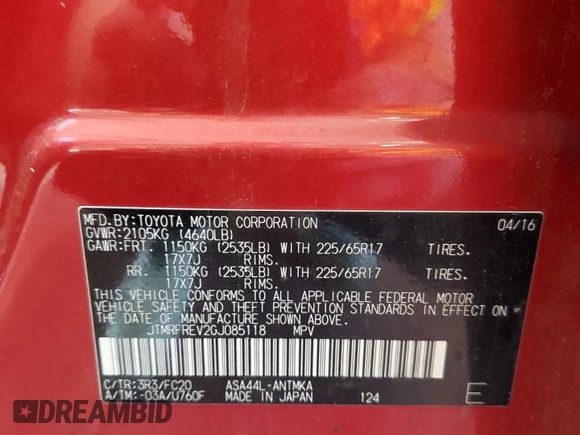 MFD.BY:TOYOTA MOTOR CORPORATION 04/16
GVWR:2105KG (4640LB)
GAWR:FRT. 1150KG (2535LB) WITH 225/65R17 TIRES.
17X7J RIMS.
RR. 1150KG (2535LB) WITH 225/65R17 TIRES.
17X7J RIMS.
THIS VEHICLE CONFORMS TO ALL APPLICABLE FEDERAL MOTOR
VEHICLE SAFETY AND THEFT PREVENTION STANDARDS IN EFFECT ON
THE DATE OF MANUFACTURE SHOWN ABOVE.
JTMRFREV2GJ085118 MPV
C/TR:3R3/FC20 ASA44L-ANTMKA
A/TM:-03A/U760F MADE IN JAPAN 124 E
DREAMBID